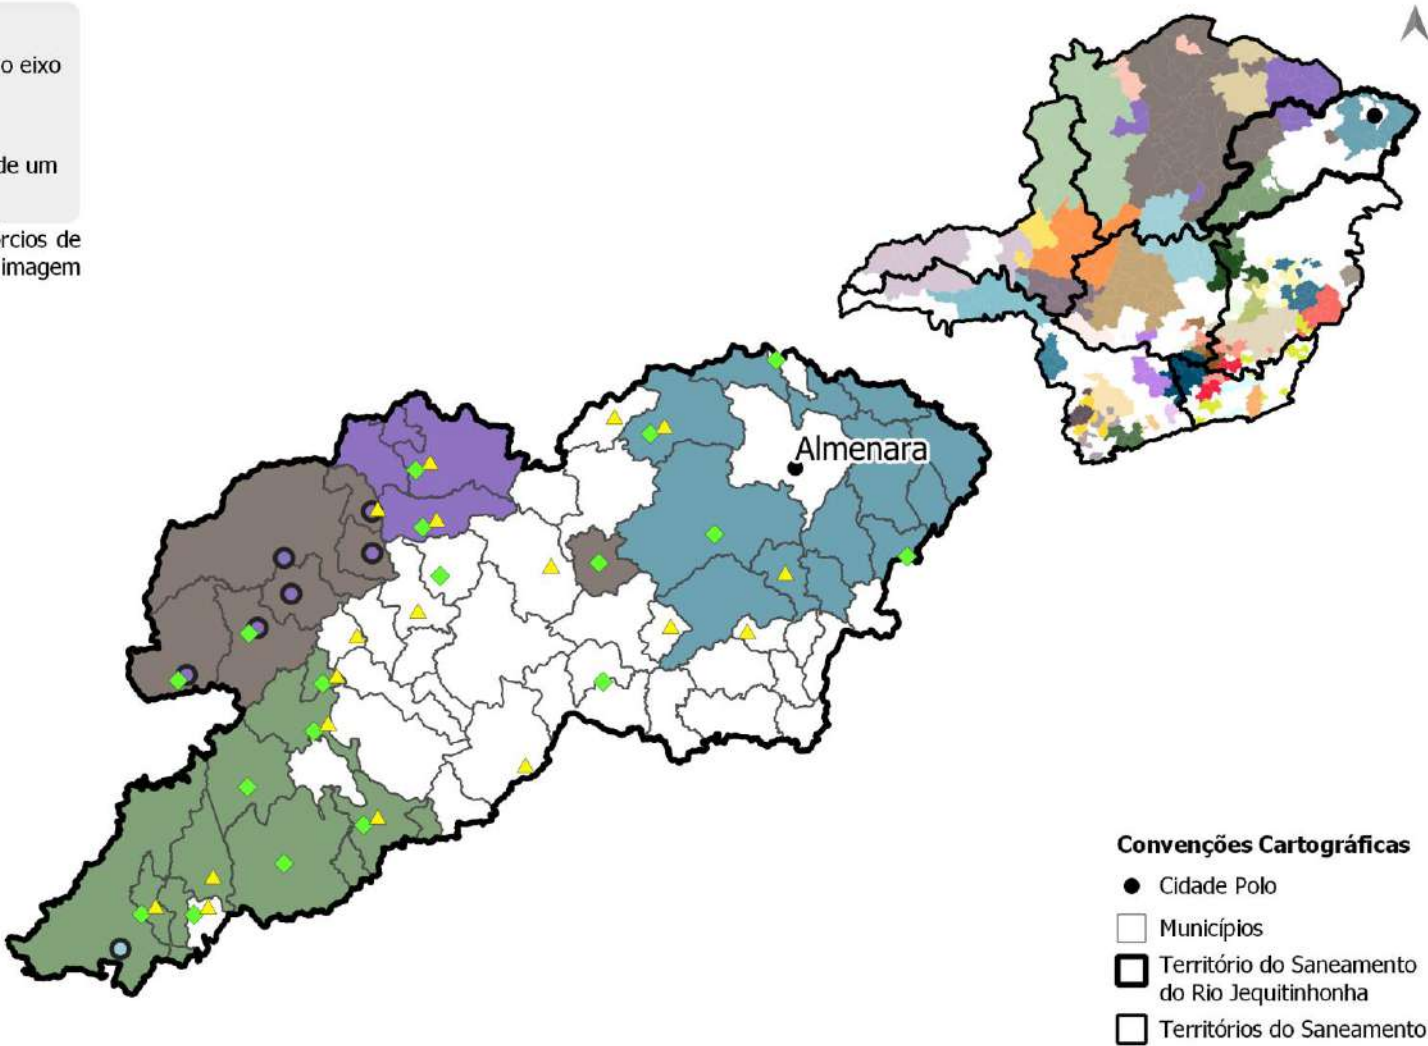 o eixo
de um
rcios de
imagem
Almenara
Convenções Cartográficas
Cidade Polo
Municípios
Território do Saneamento
do Rio Jequitinhonha
Territórios do Saneamento